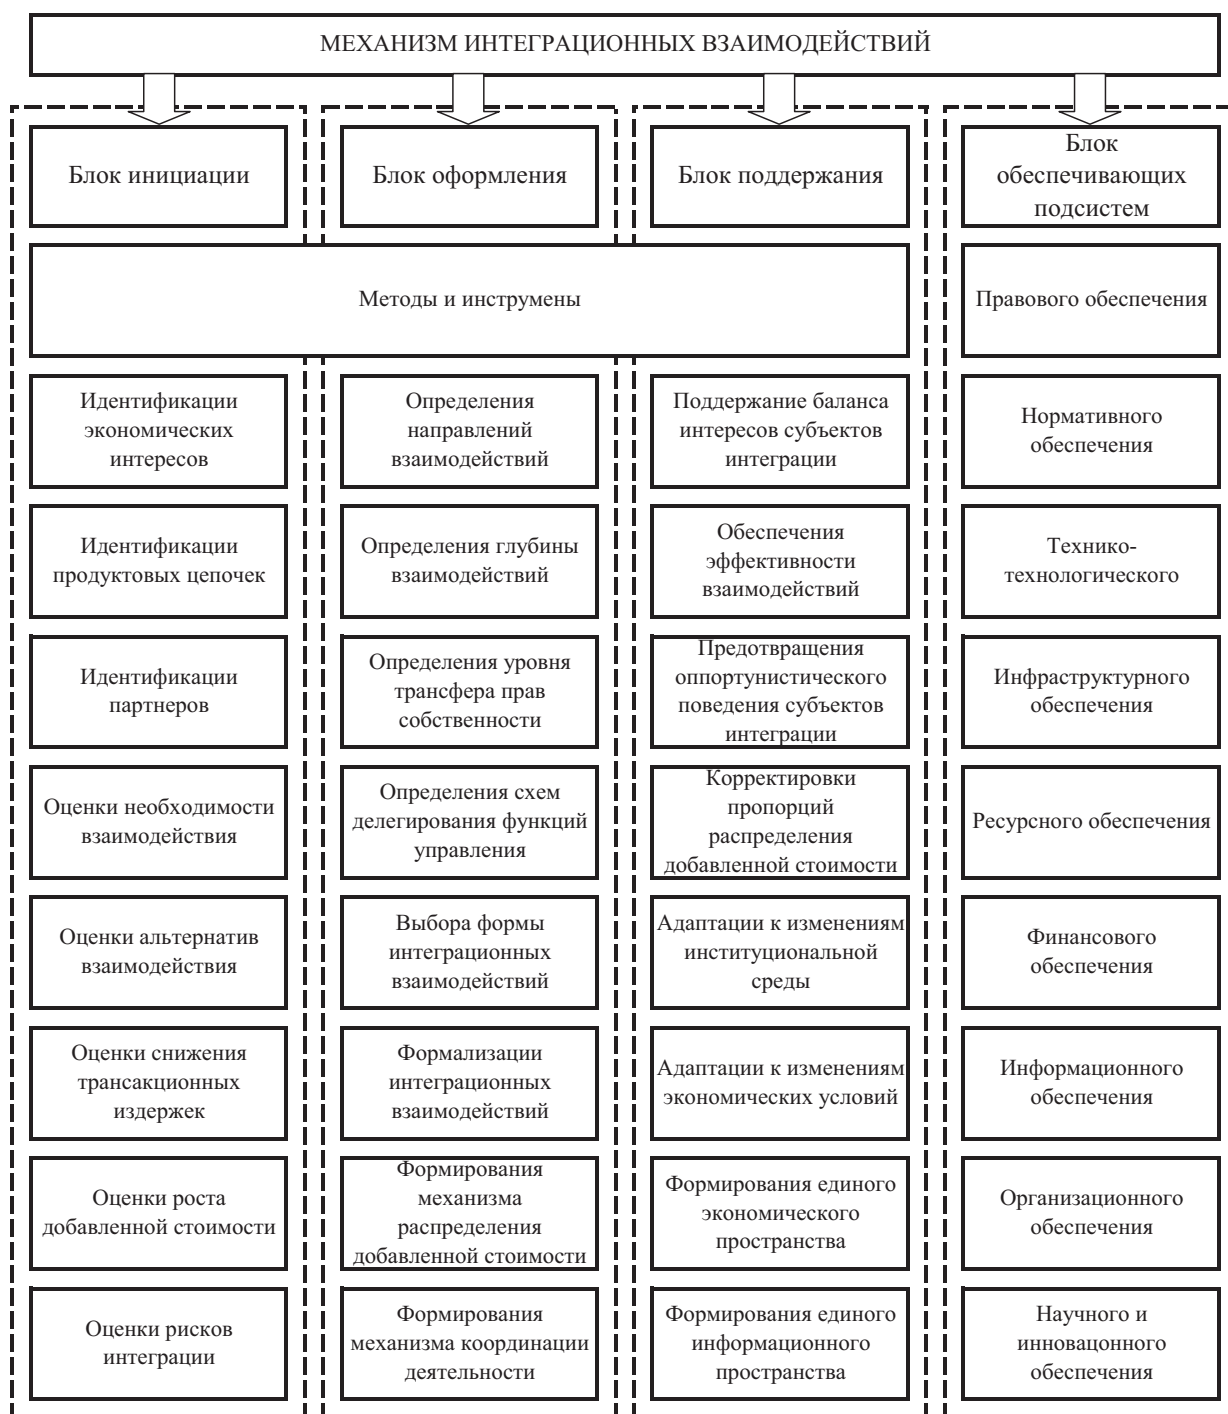 МЕХАНИЗМ ИНТЕГРАЦИОННЫХ ВЗАИМОДЕЙСТВИЙ
Блок инициации
Блок оформления
Блок поддержания
Блок
обеспечивающих
подсистем
Методы и инструмены
Правового обеспечения
Идентификации
экономических
интересов
Определения
направлений
взаимодействий
Поддержание баланса
интересов субъектов
интеграции
Нормативного
обеспечения
Идентификации
продуктовых цепочек
Определения глубины
взаимодействий
Обеспечения
эффективности
взаимодействий
Технико-
технологического
Идентификации
партнеров
Определения уровня
трансфера прав
собственности
Предотвращения
оппортунистического
поведения субъектов
интеграции
Инфраструктурного
обеспечения
Оценки необходимости
взаимодействия
Определения схем
делегирования функций
управления
Корректировки
пропорций
распределения
добавленной стоимости
Ресурсного обеспечения
Оценки альтернатив
взаимодействия
Выбора формы
интеграционных
взаимодействий
Адаптации к изменениям
институциональной
среды
Финансового
обеспечения
Оценки снижения
трансакционных
издержек
Формализации
интеграционных
взаимодействий
Адаптации к изменениям
экономических условий
Информационного
обеспечения
Оценки роста
добавленной стоимости
Формирования
механизма
распределения
добавленной стоимости
Формирования единого
экономического
пространства
Организационного
обеспечения
Оценки рисков
интеграции
Формирования
механизма координации
деятельности
Формирования единого
информационного
пространства
Научного и
инновацонного
обеспечения